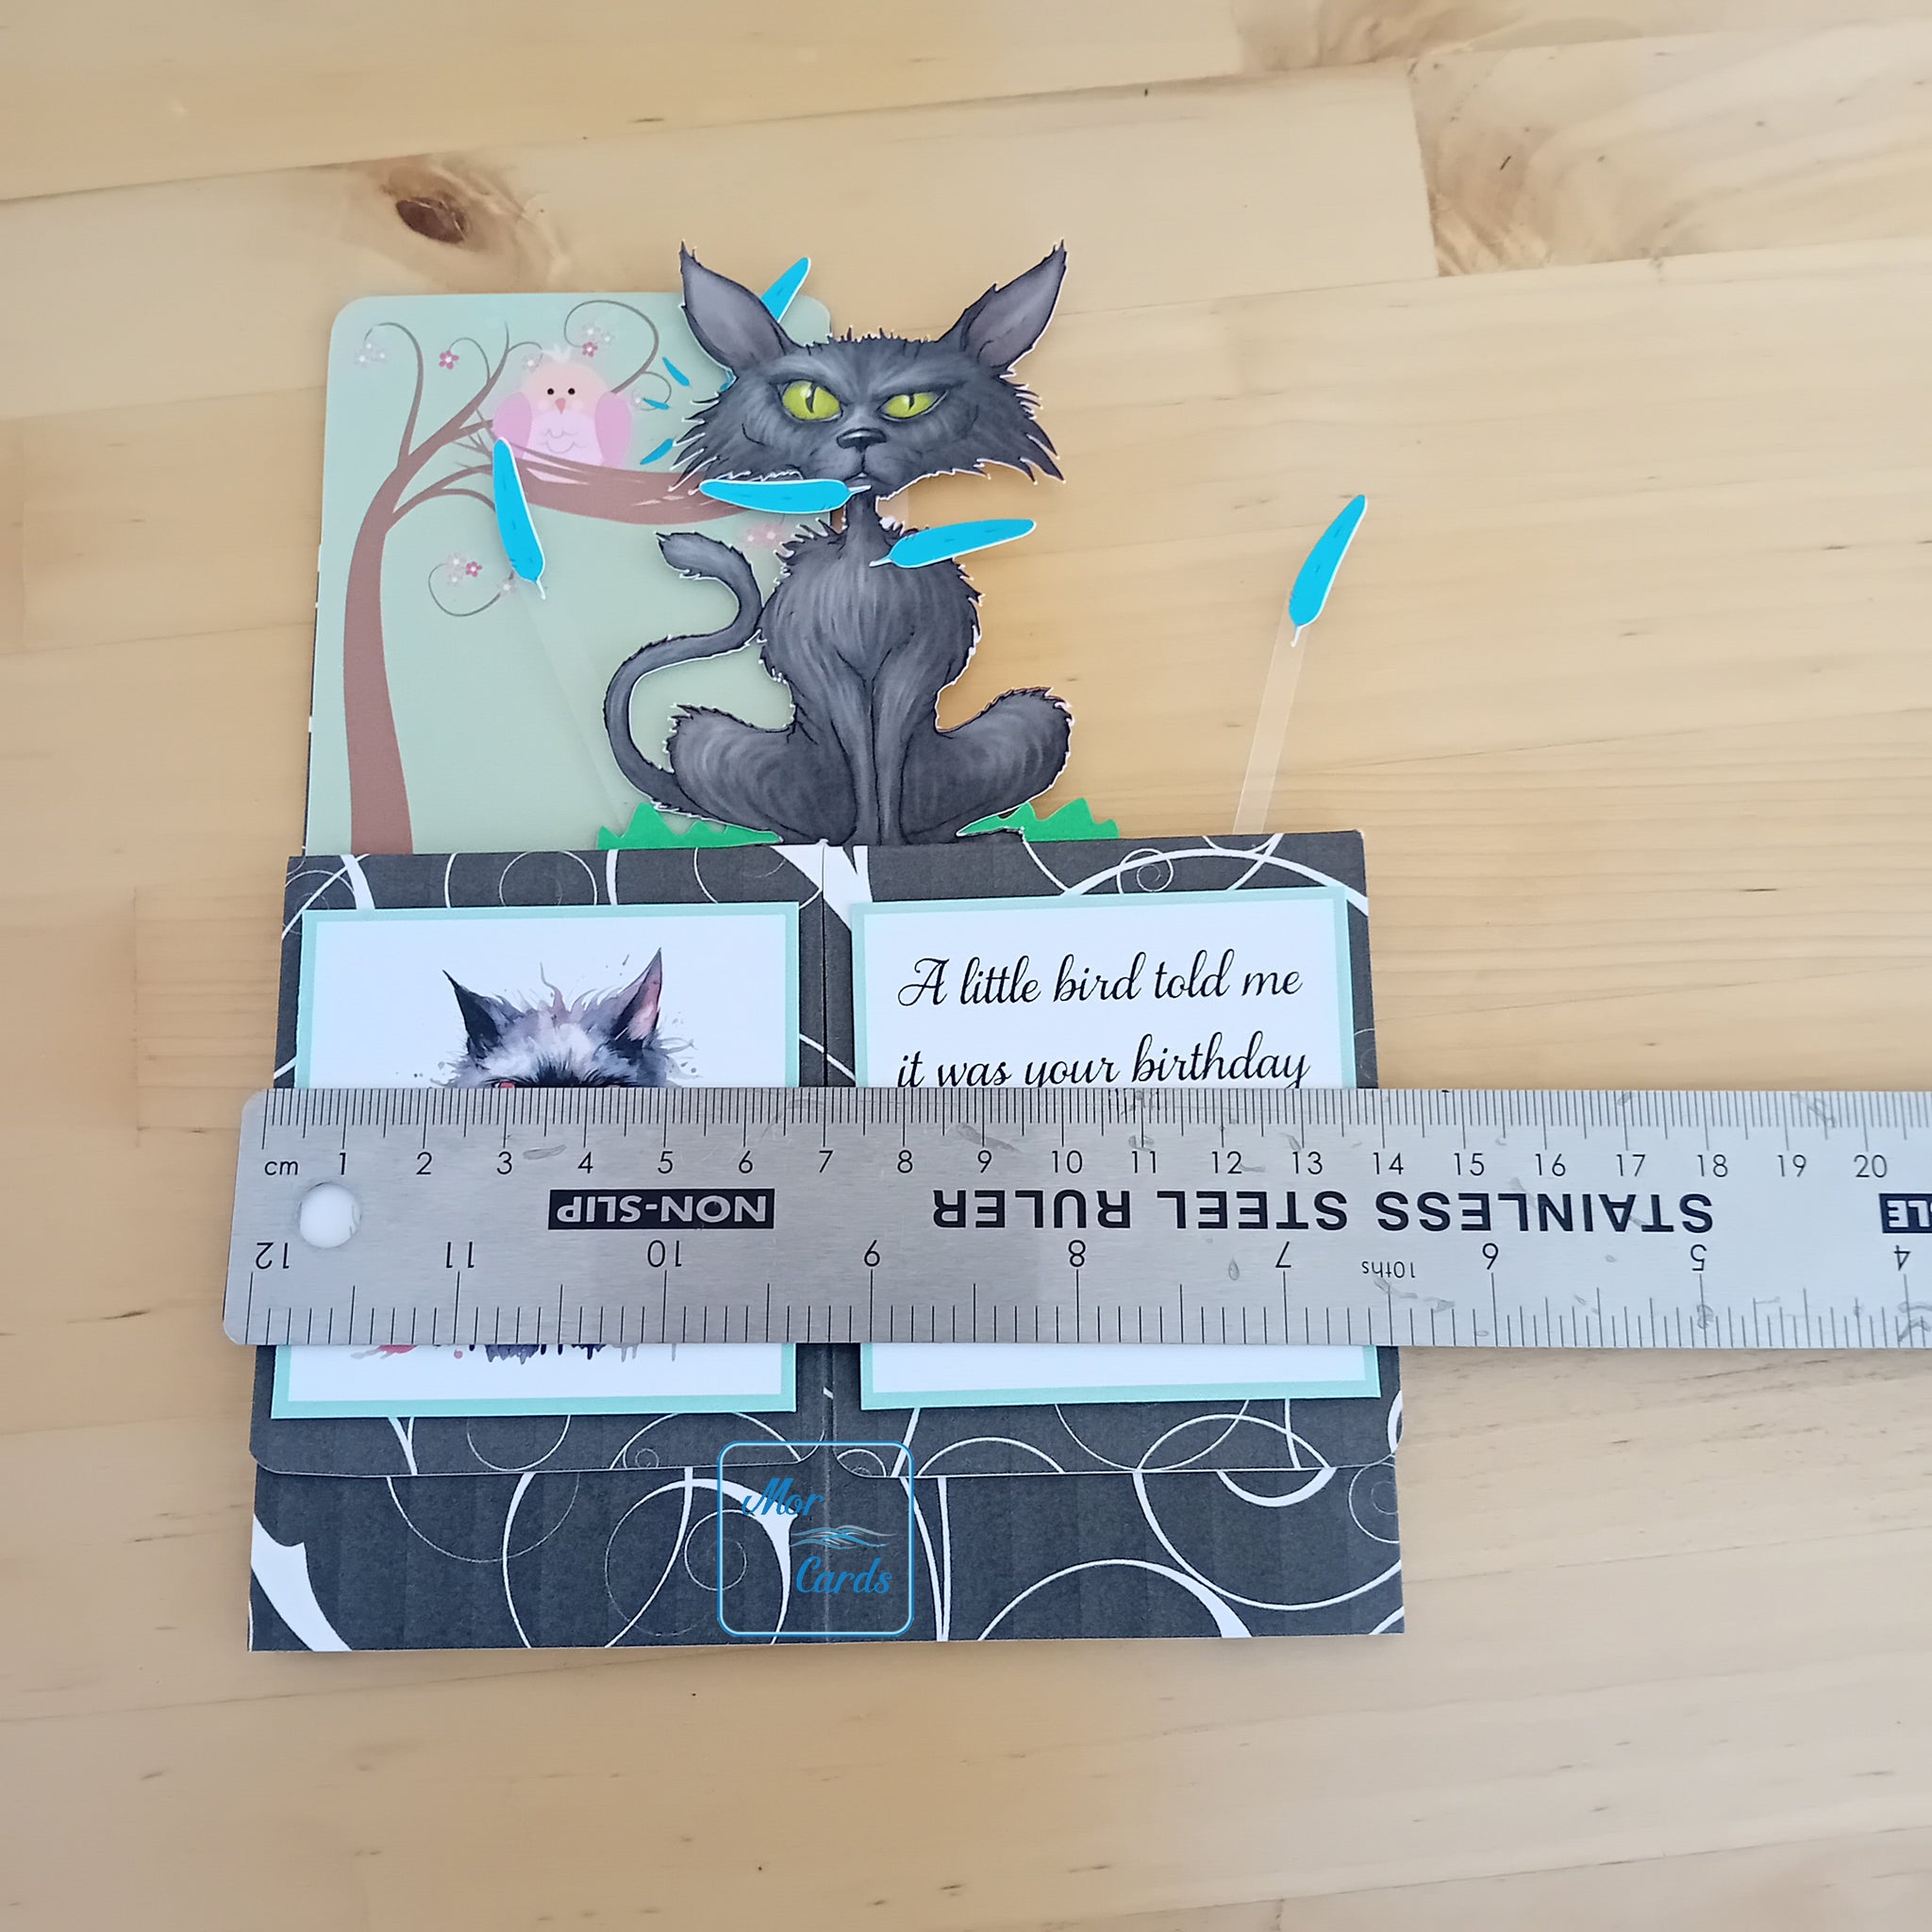 A little bird told me
it was your birthday
cm 1 2 3 4 5 6 7 8 9 10 11 12 13 14 15 16 17 18 19 20
NON-SLIP STAINLESS STEEL RULER
12 11 10 9 8 7 10ths 6 5 4
Mor
Cards